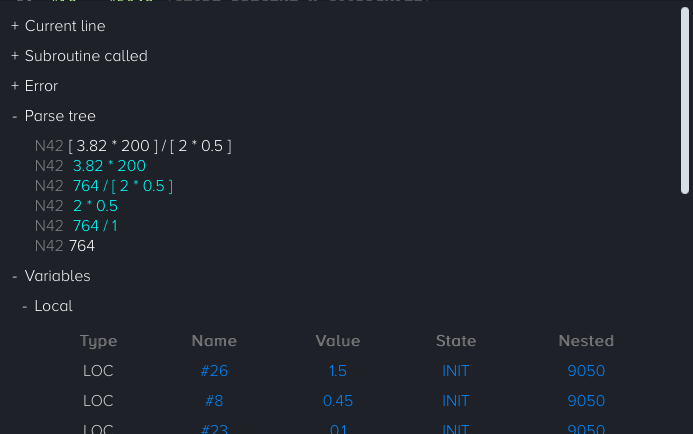 + Current line
+ Subroutine called
+ Error
- Parse tree
N42 [ 3.82 * 200 ] / [ 2 * 0.5 ]
N42 3.82 * 200
N42 764 / [ 2 * 0.5 ]
N42 2 * 0.5
N42 764 / 1
N42 764
- Variables
- Local
Type Name Value State Nested
LOC #26 1.5 INIT 9050
LOC #8 0.45 INIT 9050
LOC #23 0.1 INIT 9050